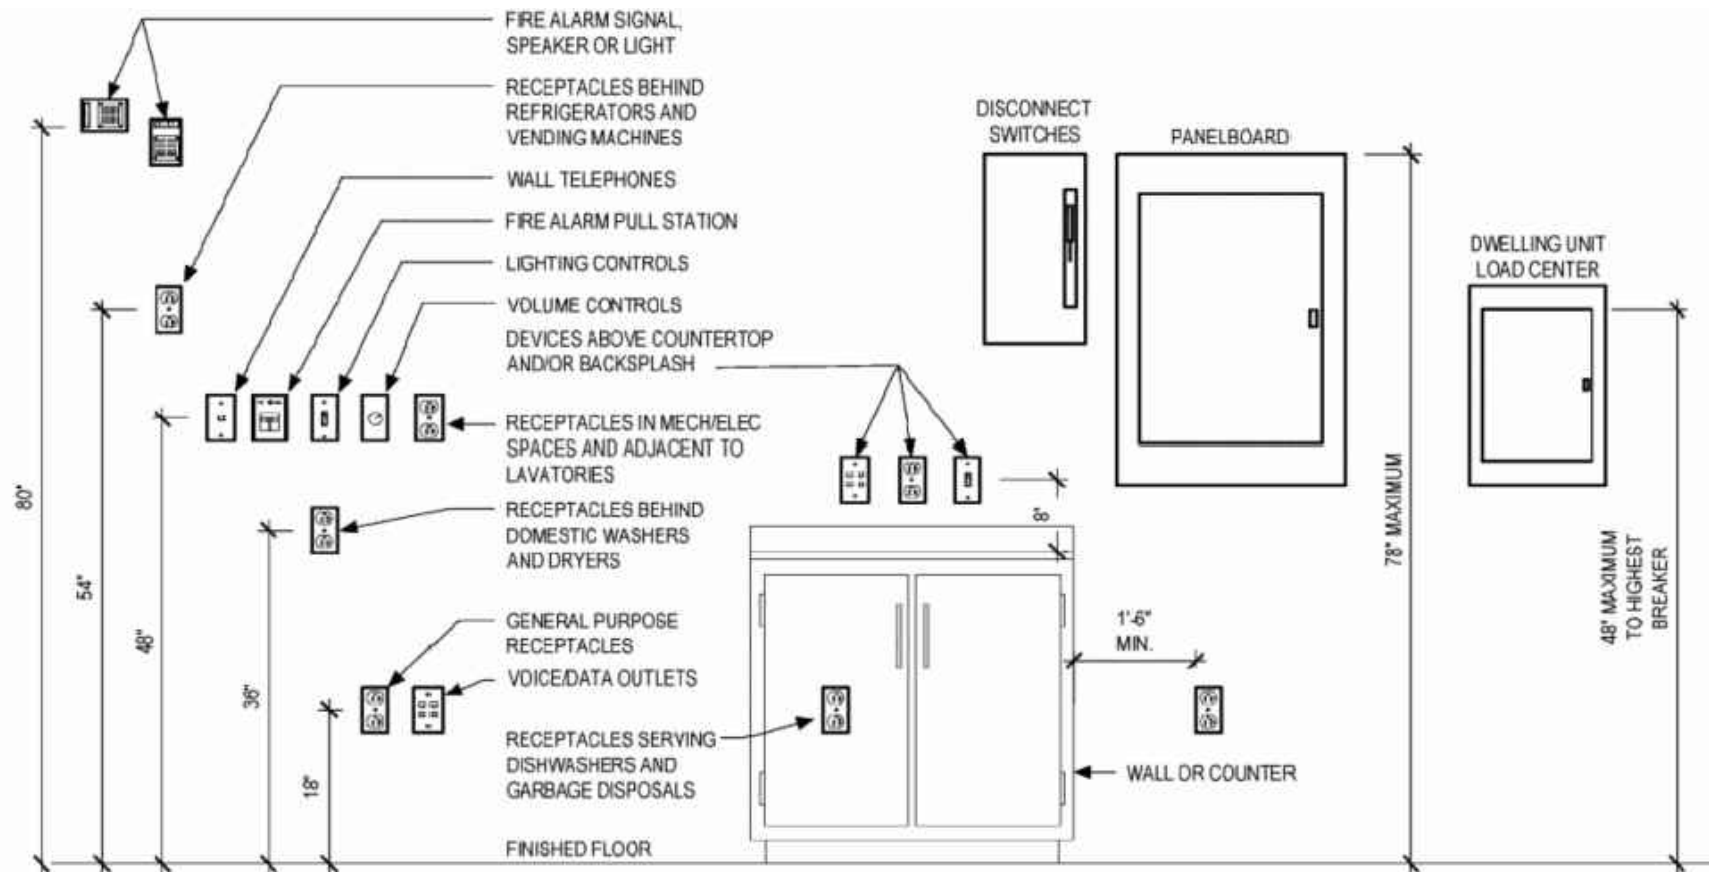 FIRE ALARM SIGNAL,
SPEAKER OR LIGHT
RECEPTACLES BEHIND
REFRIGERATORS AND
VENDING MACHINES
WALL TELEPHONES
FIRE ALARM PULL STATION
LIGHTING CONTROLS
VOLUME CONTROLS
DEVICES ABOVE COUNTERTOP
AND/OR BACKSPLASH
RECEPTACLES IN MECH/ELEC
SPACES AND ADJACENT TO
LAVATORIES
RECEPTACLES BEHIND
DOMESTIC WASHERS
AND DRYERS
GENERAL PURPOSE
RECEPTACLES
VOICE/DATA OUTLETS
RECEPTACLES SERVING
DISHWASHERS AND
GARBAGE DISPOSALS
FINISHED FLOOR
80"
54"
48"
36"
18"
DISCONNECT
SWITCHES
PANELBOARD
DWELLING UNIT
LOAD CENTER
8"
1'-6"
MIN.
WALL OR COUNTER
78" MAXIMUM
48" MAXIMUM
TO HIGHEST
BREAKER